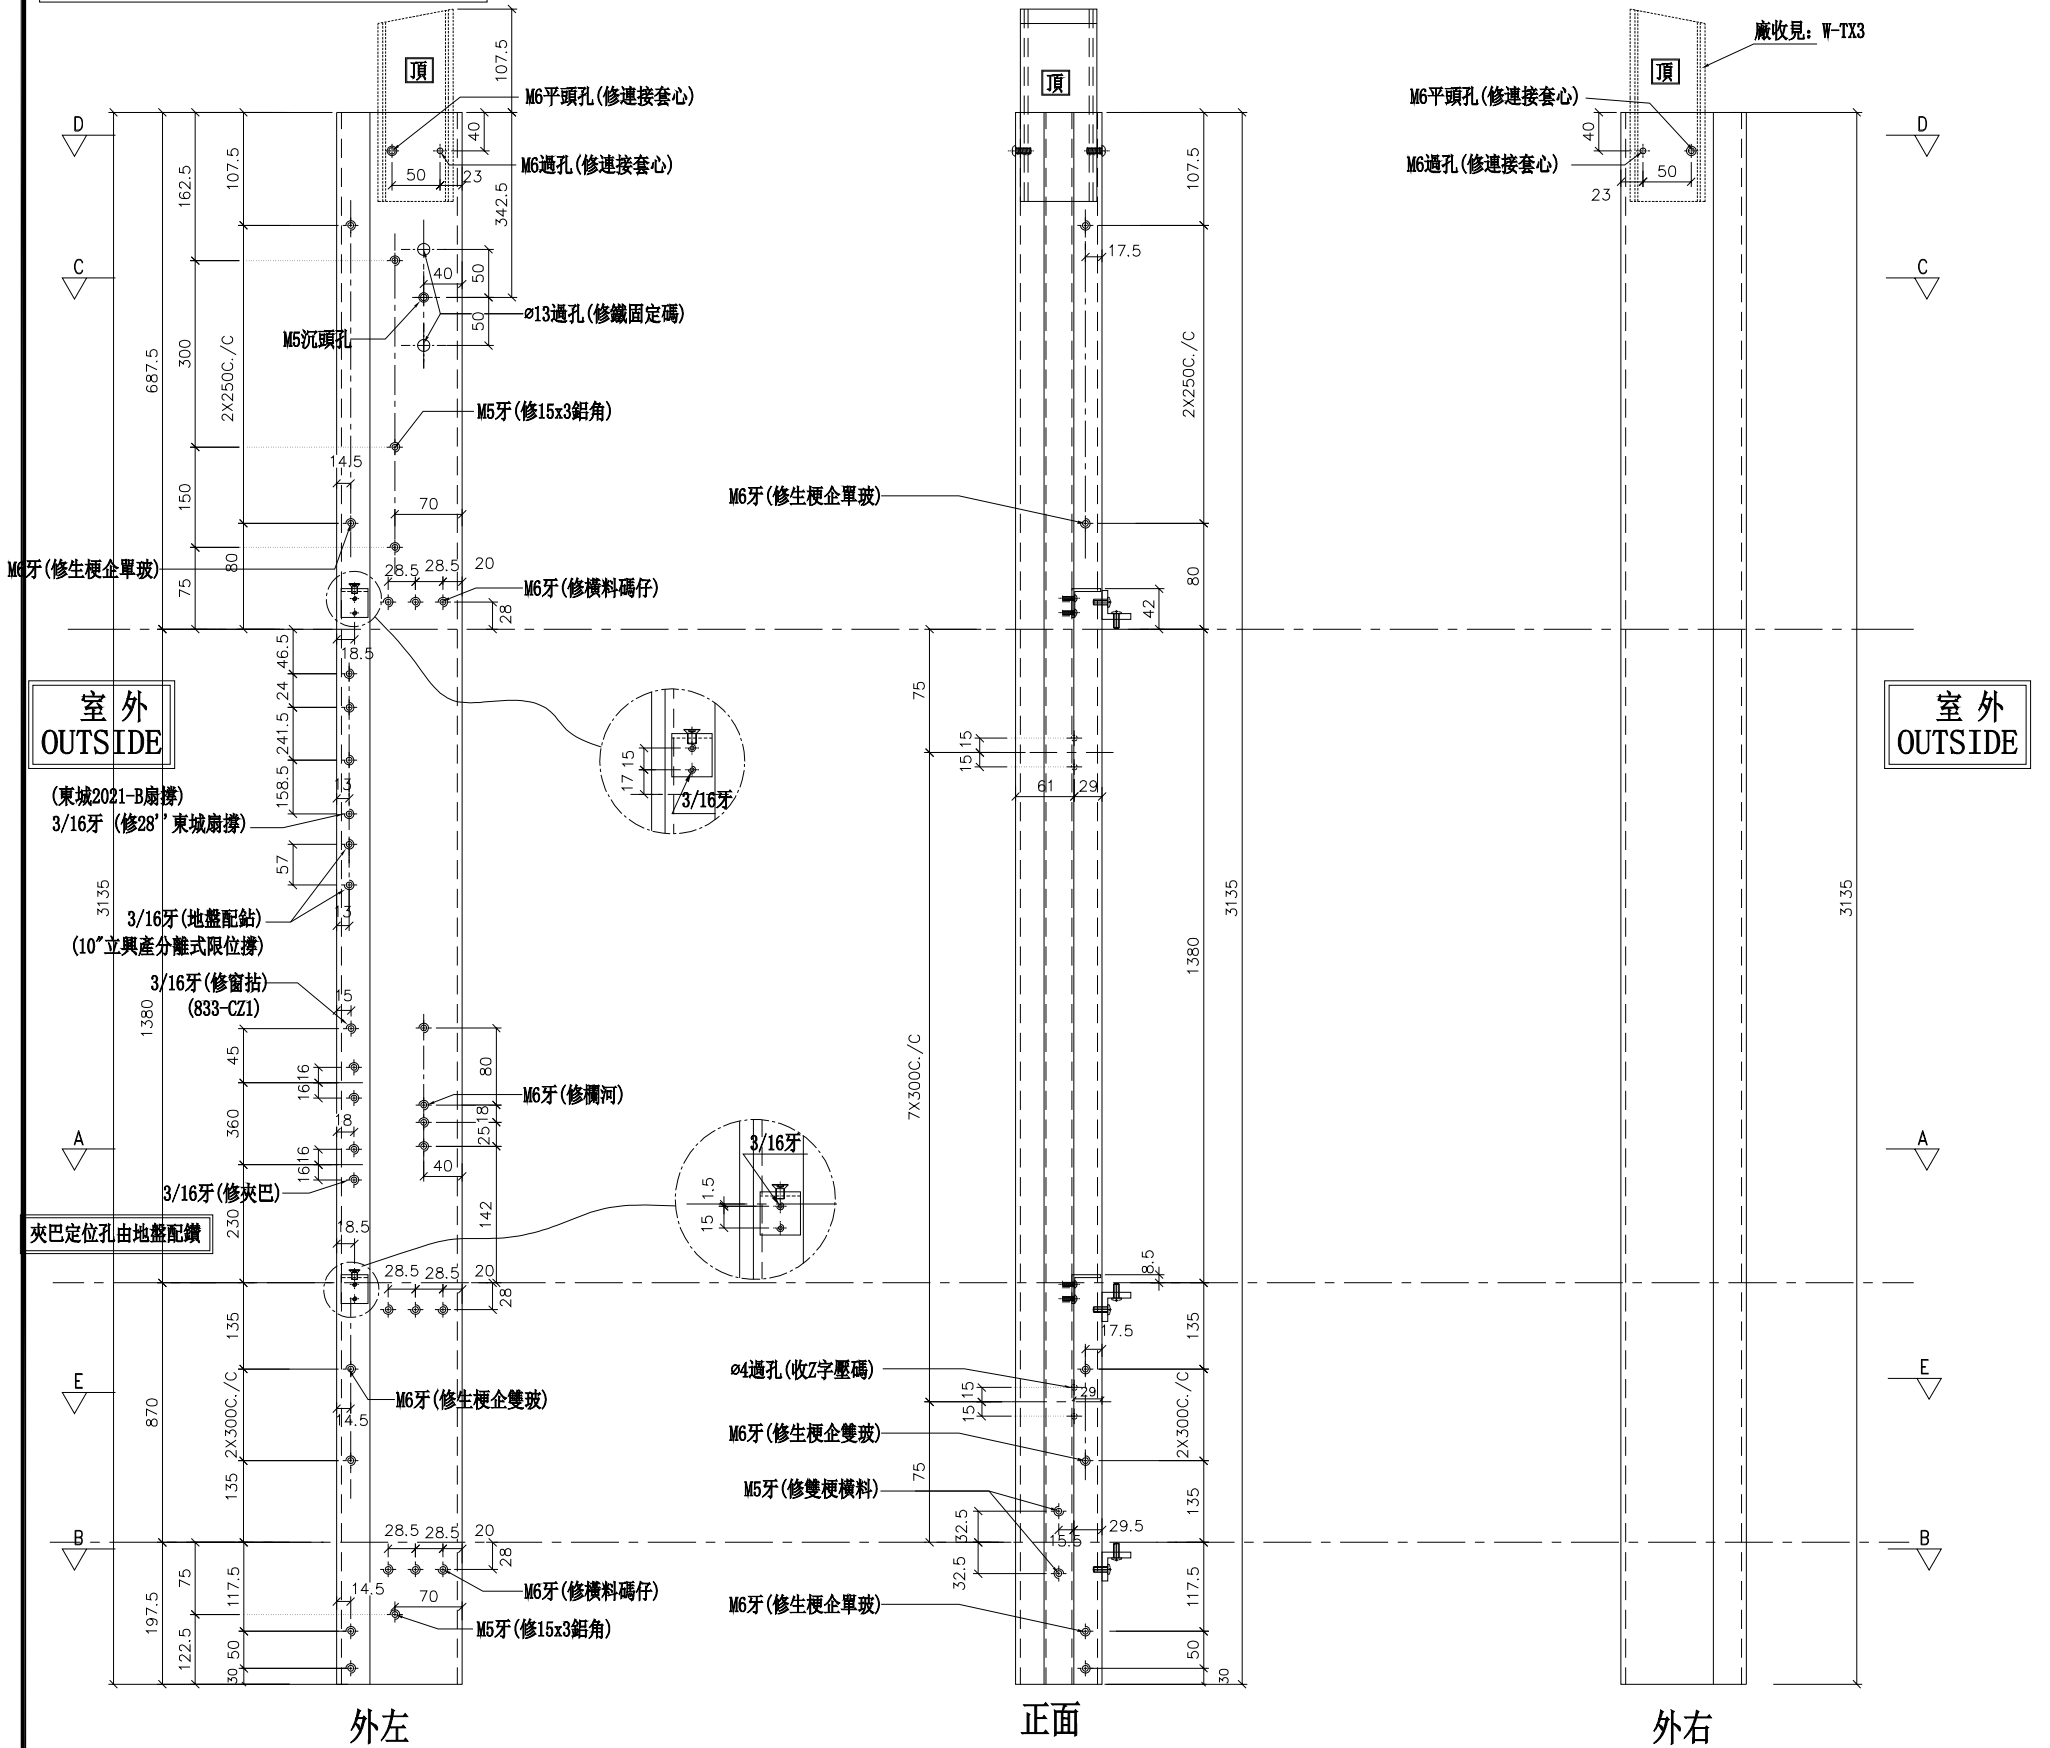 頂
107.5
M6平頭孔(修連接套心)
40
M6過孔(修連接套心)
50
23
342.5
D
162.5
107.5
C
687.5
300
2X250C./C
40
50
50
ø13過孔(修鐵固定碼)
M5沉頭孔
M5牙(修15x3鋁角)
14.5
150
70
80
M6牙(修生梗企單玻)
75
28.5
28.5
20
M6牙(修橫料碼仔)
28
18.5
46.5
24
241.5
158.5
室 外
OUTSIDE
13
(東城2021-B扇撐)
3/16牙 (修28''東城扇撐)
57
3135
13
3/16牙(地盤配鉆)
(10"立興產分離式限位撐)
3/16牙(修窗拈)
(833-CZ1)
15
1380
45
1616
360
18
1616
80
M6牙(修欄河)
18
25
40
A
3/16牙(修夾巴)
230
142
夾巴定位孔由地盤配鑽
18.5
28.5
28.5
20
28
135
E
M6牙(修生梗企雙玻)
14.5
870
2X300C./C
135
B
28.5
28.5
20
28
75
117.5
14.5
70
M6牙(修橫料碼仔)
M5牙(修15x3鋁角)
197.5
122.5
50
30
外左
15
17
3/16牙
3/16牙
1.5
15
頂
107.5
17.5
2X250C./C
M6牙(修生梗企單玻)
80
42
75
1515
61
29
3135
1380
7X300C./C
8.5
17.5
135
ø4過孔(收Z字壓碼)
1515
29
M6牙(修生梗企雙玻)
2X300C./C
75
M5牙(修雙梗橫料)
135
32.5
15.5
29.5
32.5
117.5
M6牙(修生梗企單玻)
50
30
正面
廠收見: W-TX3
頂
M6平頭孔(修連接套心)
40
M6過孔(修連接套心)
50
23
D
C
室 外
OUTSIDE
3135
A
E
B
外右